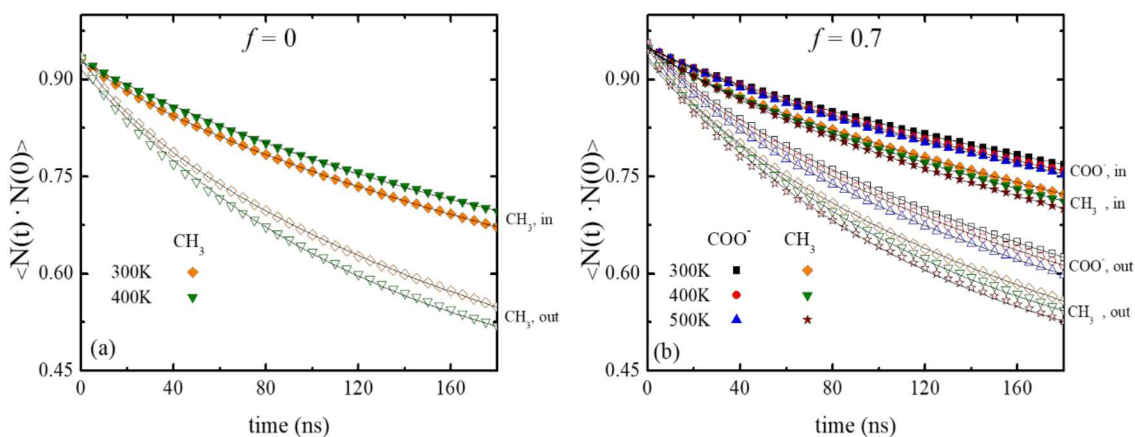 f = 0
<N(t) · N(0)>
0.90
0.75
0.60
0.45
CH₃, in
CH₃
300K
400K
CH₃, out
(a)
0 40 80 120 160
time (ns)
f = 0.7
<N(t) · N(0)>
0.90
0.75
0.60
0.45
COO⁻, in
CH₃ , in
COO⁻ CH₃
300K
400K
500K
COO⁻, out
CH₃ , out
(b)
0 40 80 120 160
time (ns)